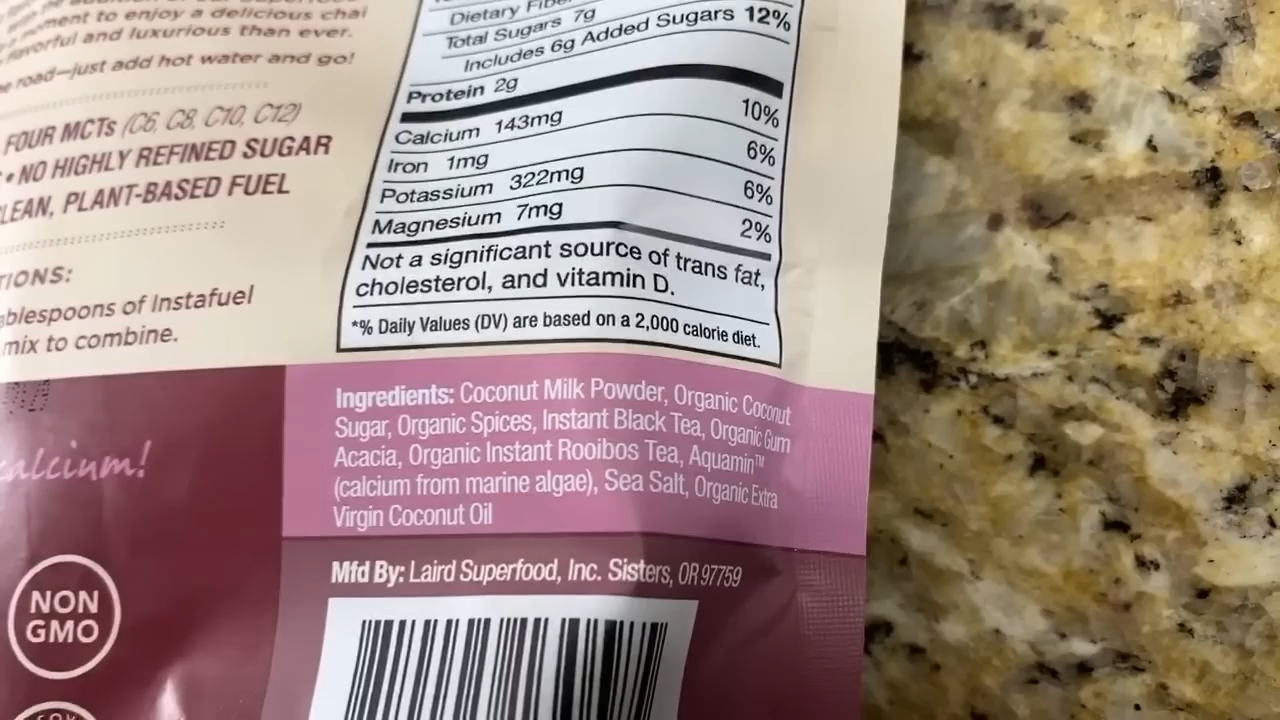 ment to enjoy a delicious chai
flavorful and luxurious than ever.
road—just add hot water and go!
FOUR MCTs (C6, C8, C10, C12)
• NO HIGHLY REFINED SUGAR
PLANT-BASED FUEL
of Instafuel
mix to combine.
calcium!
NON
GMO
Dietary
Total Sugars 7g
Includes 6g Added Sugars 12%
Protein 2g
Calcium 143mg 10%
Iron 1mg 6%
Potassium 322mg 6%
Magnesium 7mg 2%
Not a significant source of trans fat,
cholesterol, and vitamin D.
*% Daily Values (DV) are based on a 2,000 calorie diet.
Ingredients: Coconut Milk Powder, Organic Coconut
Sugar, Organic Spices, Instant Black Tea, Organic Gum
Acacia, Organic Instant Rooibos Tea, Aquamin™
(calcium from marine algae), Sea Salt, Organic Extra
Virgin Coconut Oil
Mfd By: Laird Superfood, Inc. Sisters, OR 97759